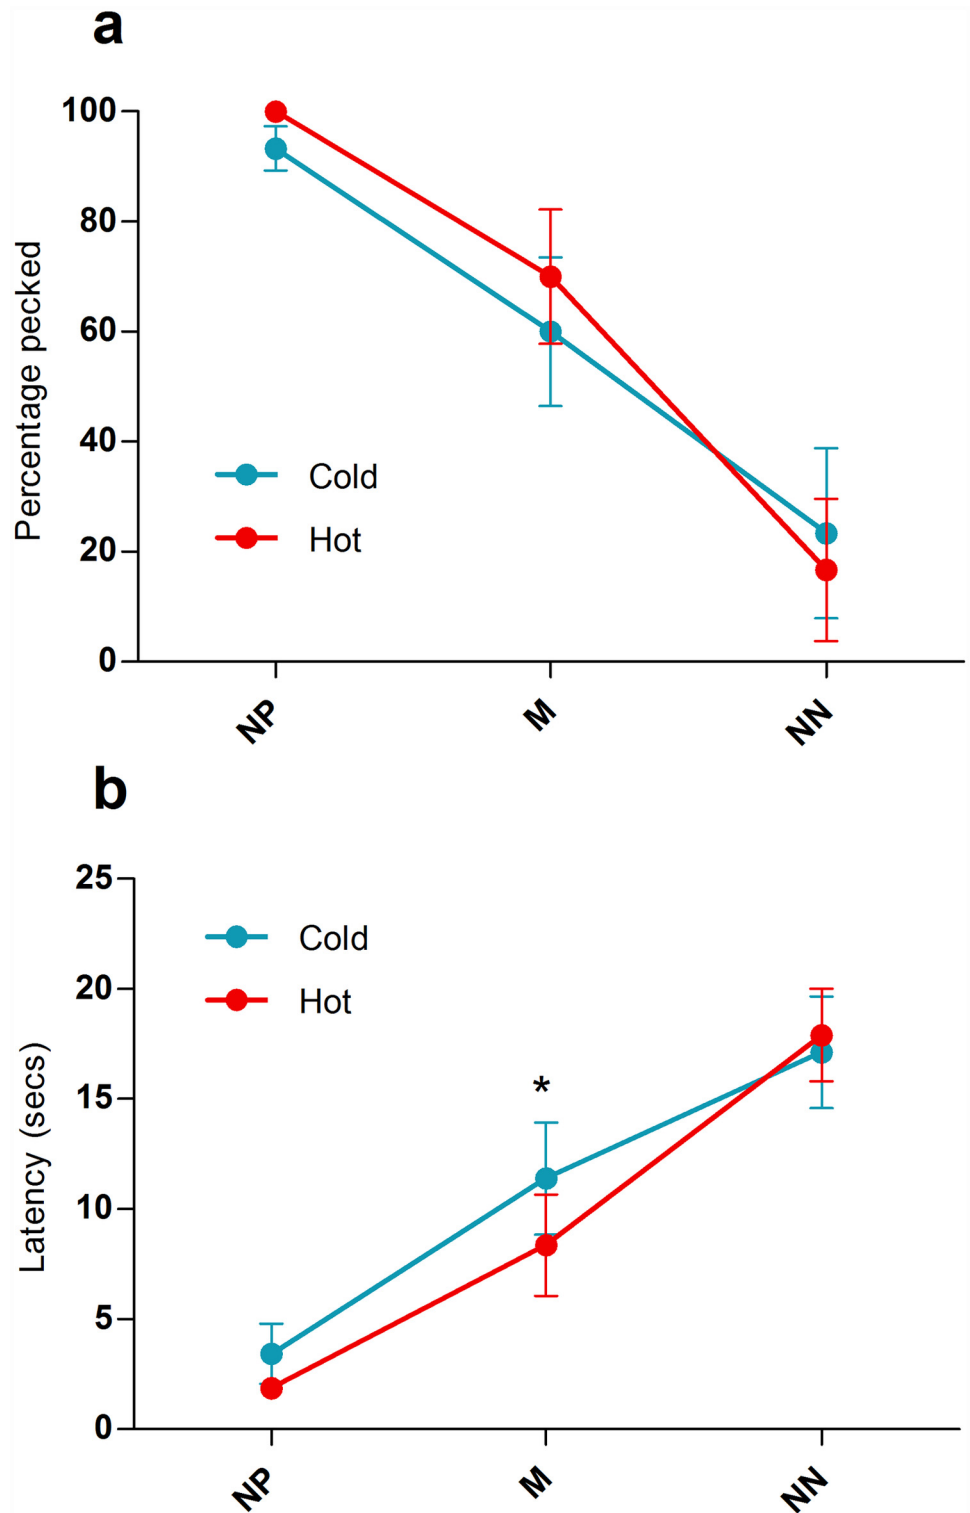 a
100
80
60
40
20
0
Percentage pecked
Cold
Hot
NP
M
NN
b
25
20
15
10
5
0
Latency (secs)
Cold
Hot
*
NP
M
NN